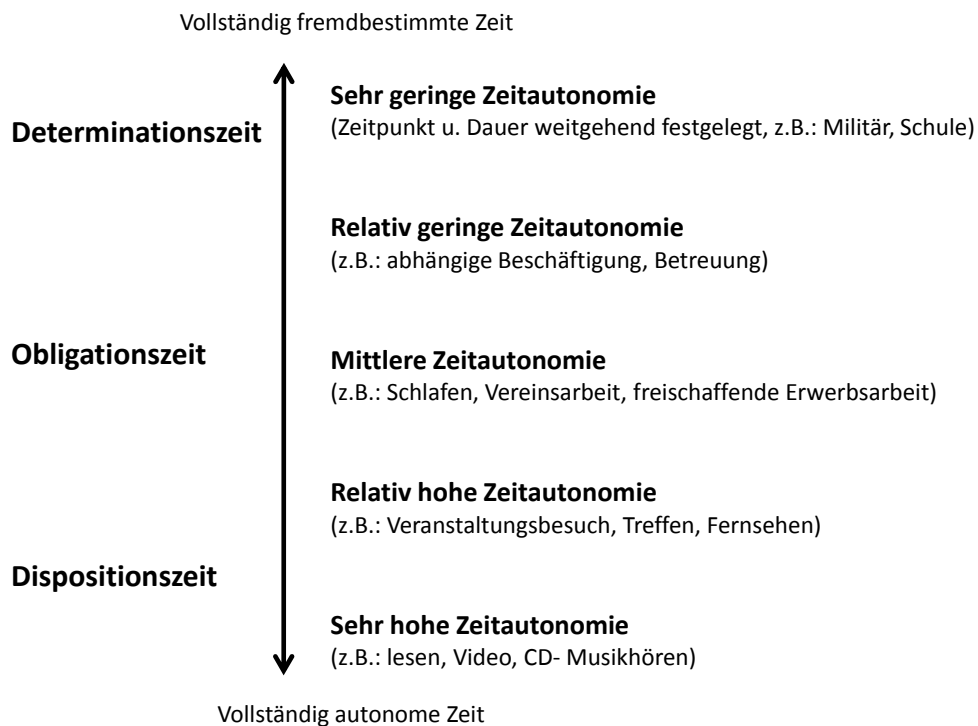 Vollständig fremdbestimmte Zeit
Sehr geringe Zeitautonomie
Determinationszeit
(Zeitpunkt u. Dauer weitgehend festgelegt, z.B.: Militär, Schule)
Relativ geringe Zeitautonomie
(z.B.: abhängige Beschäftigung, Betreuung)
Obligationszeit
Mittlere Zeitautonomie
(z.B.: Schlafen, Vereinsarbeit, freischaffende Erwerbsarbeit)
Relativ hohe Zeitautonomie
(z.B.: Veranstaltungsbesuch, Treffen, Fernsehen)
Dispositionszeit
Sehr hohe Zeitautonomie
(z.B.: lesen, Video, CD- Musikhören)
Vollständig autonome Zeit